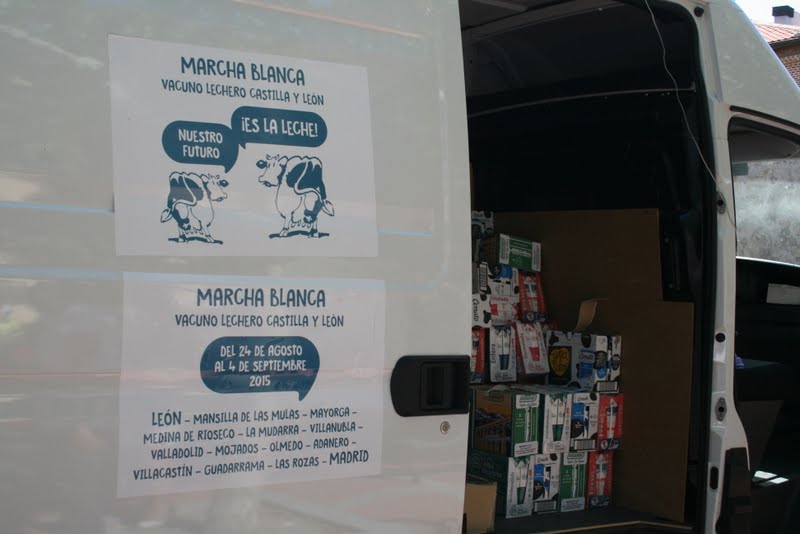 MARCHA BLANCA
VACUNO LECHERO CASTILLA Y LEÓN
NUESTRO
FUTURO
¡ES LA LECHE!
MARCHA BLANCA
VACUNO LECHERO CASTILLA Y LEÓN
DEL 24 DE AGOSTO
AL 4 DE SEPTIEMBRE
2015
LEÓN – MANSILLA DE LAS MULAS – MAYORGA –
MEDINA DE RIOSECO – LA MUDARRA – VILLANUBLA –
VALLADOLID – MOJADOS – OLMEDO – ADANERO –
VILLACASTÍN – GUADARRAMA – LAS ROZAS – MADRID